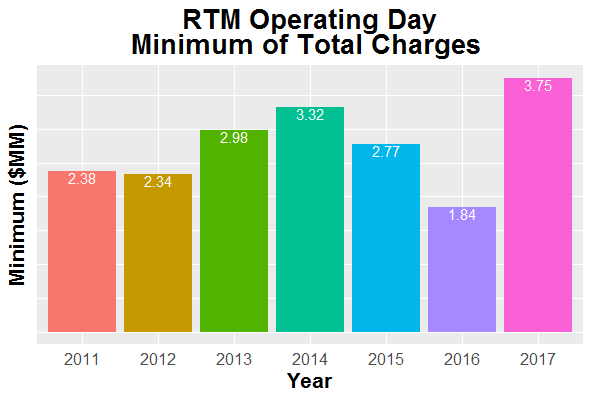 RTM Operating Day
Minimum of Total Charges
Minimum ($MM)
2.38
2.34
2.98
3.32
2.77
1.84
3.75
2011 2012 2013 2014 2015 2016 2017
Year